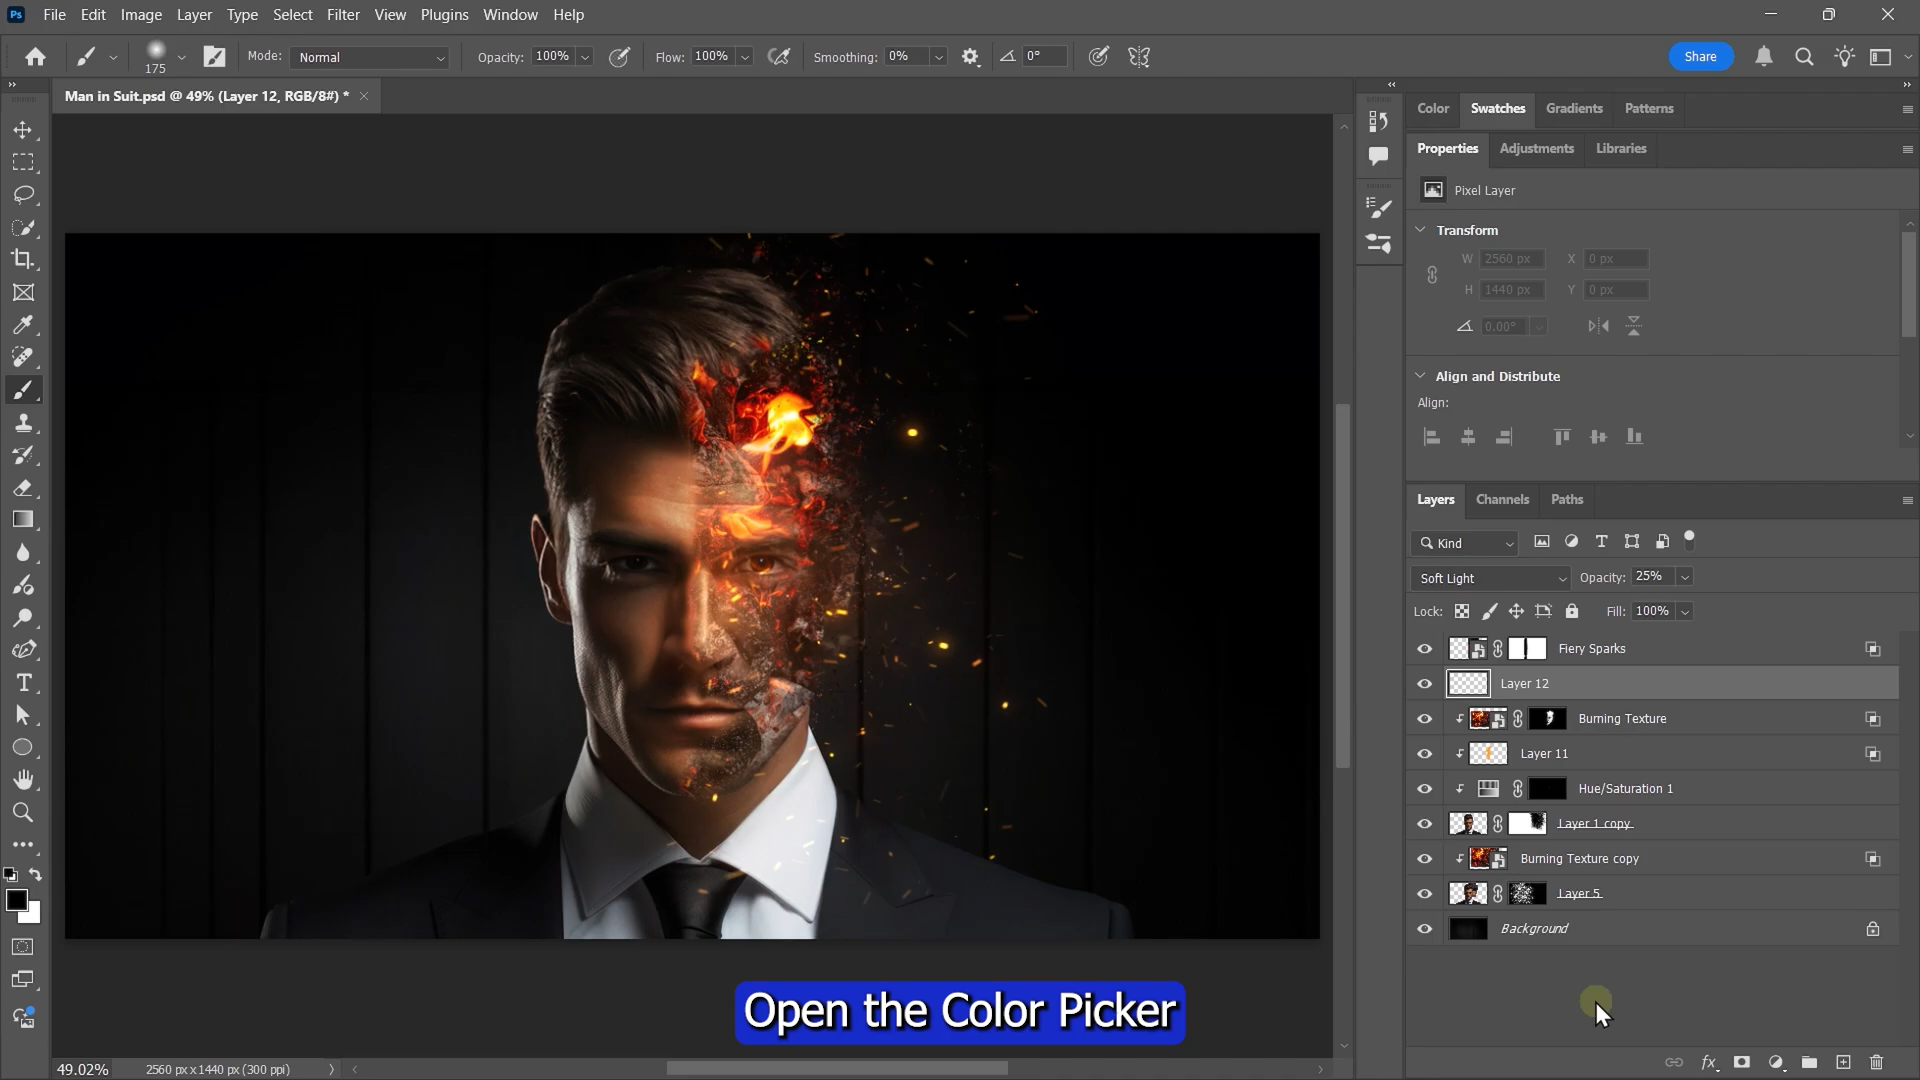 Ps File Edit Image Layer Type Select Filter View Plugins Window Help
175 Mode: Normal Opacity: 100% Flow: 100% Smoothing: 0% 0° Share
Man in Suit.psd @ 49% (Layer 12, RGB/8#) *
Color Swatches Gradients Patterns
Properties Adjustments Libraries
Pixel Layer
Transform
W 2560 px X 0 px
H 1440 px Y 0 px
0.00°
Align and Distribute
Align:
Layers Channels Paths
Kind
Soft Light Opacity: 25%
Lock: Fill: 100%
Fiery Sparks
Layer 12
Burning Texture
Layer 11
Hue/Saturation 1
Layer 1 copy
Burning Texture copy
Layer 5
Background
Open the Color Picker
49.02% 2560 px x 1440 px (300 ppi)
fx